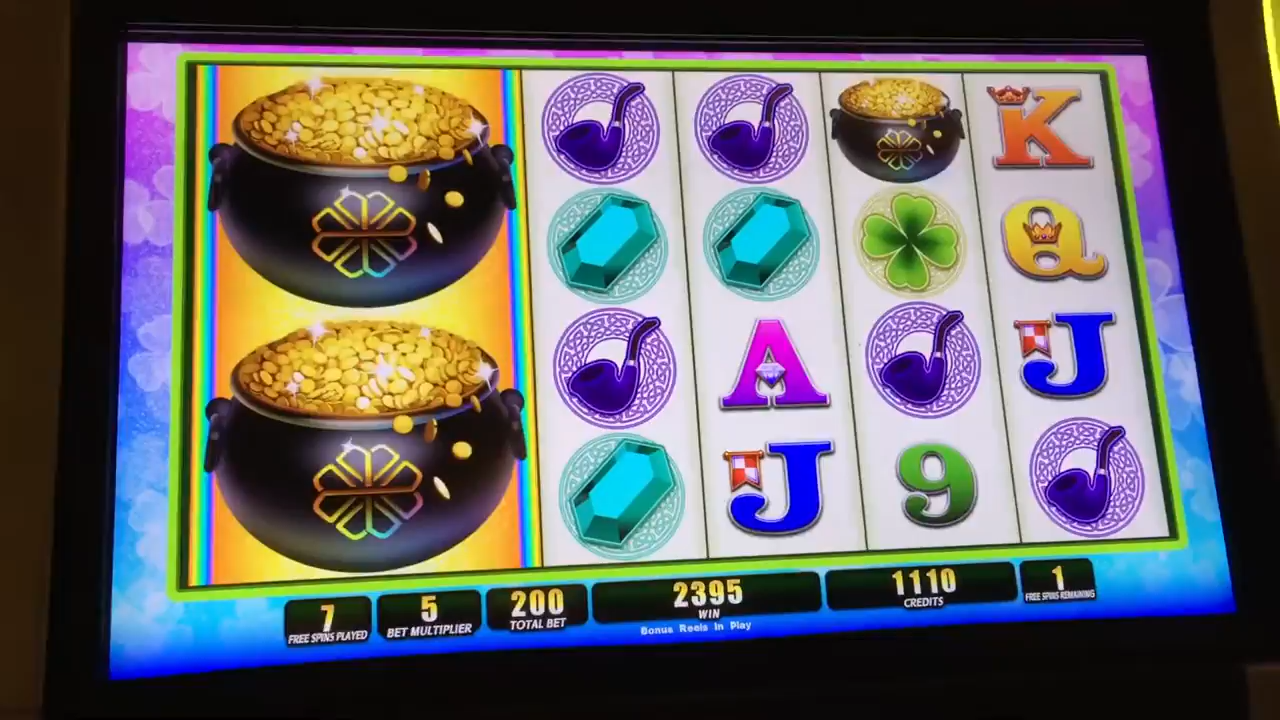 K
Q
A
J
J
9
7
FREE SPINS PLAYED
5
BET MULTIPLIER
200
TOTAL BET
2395
WIN
Bonus Reels In Play
1110
CREDITS
1
FREE SPINS REMAINING